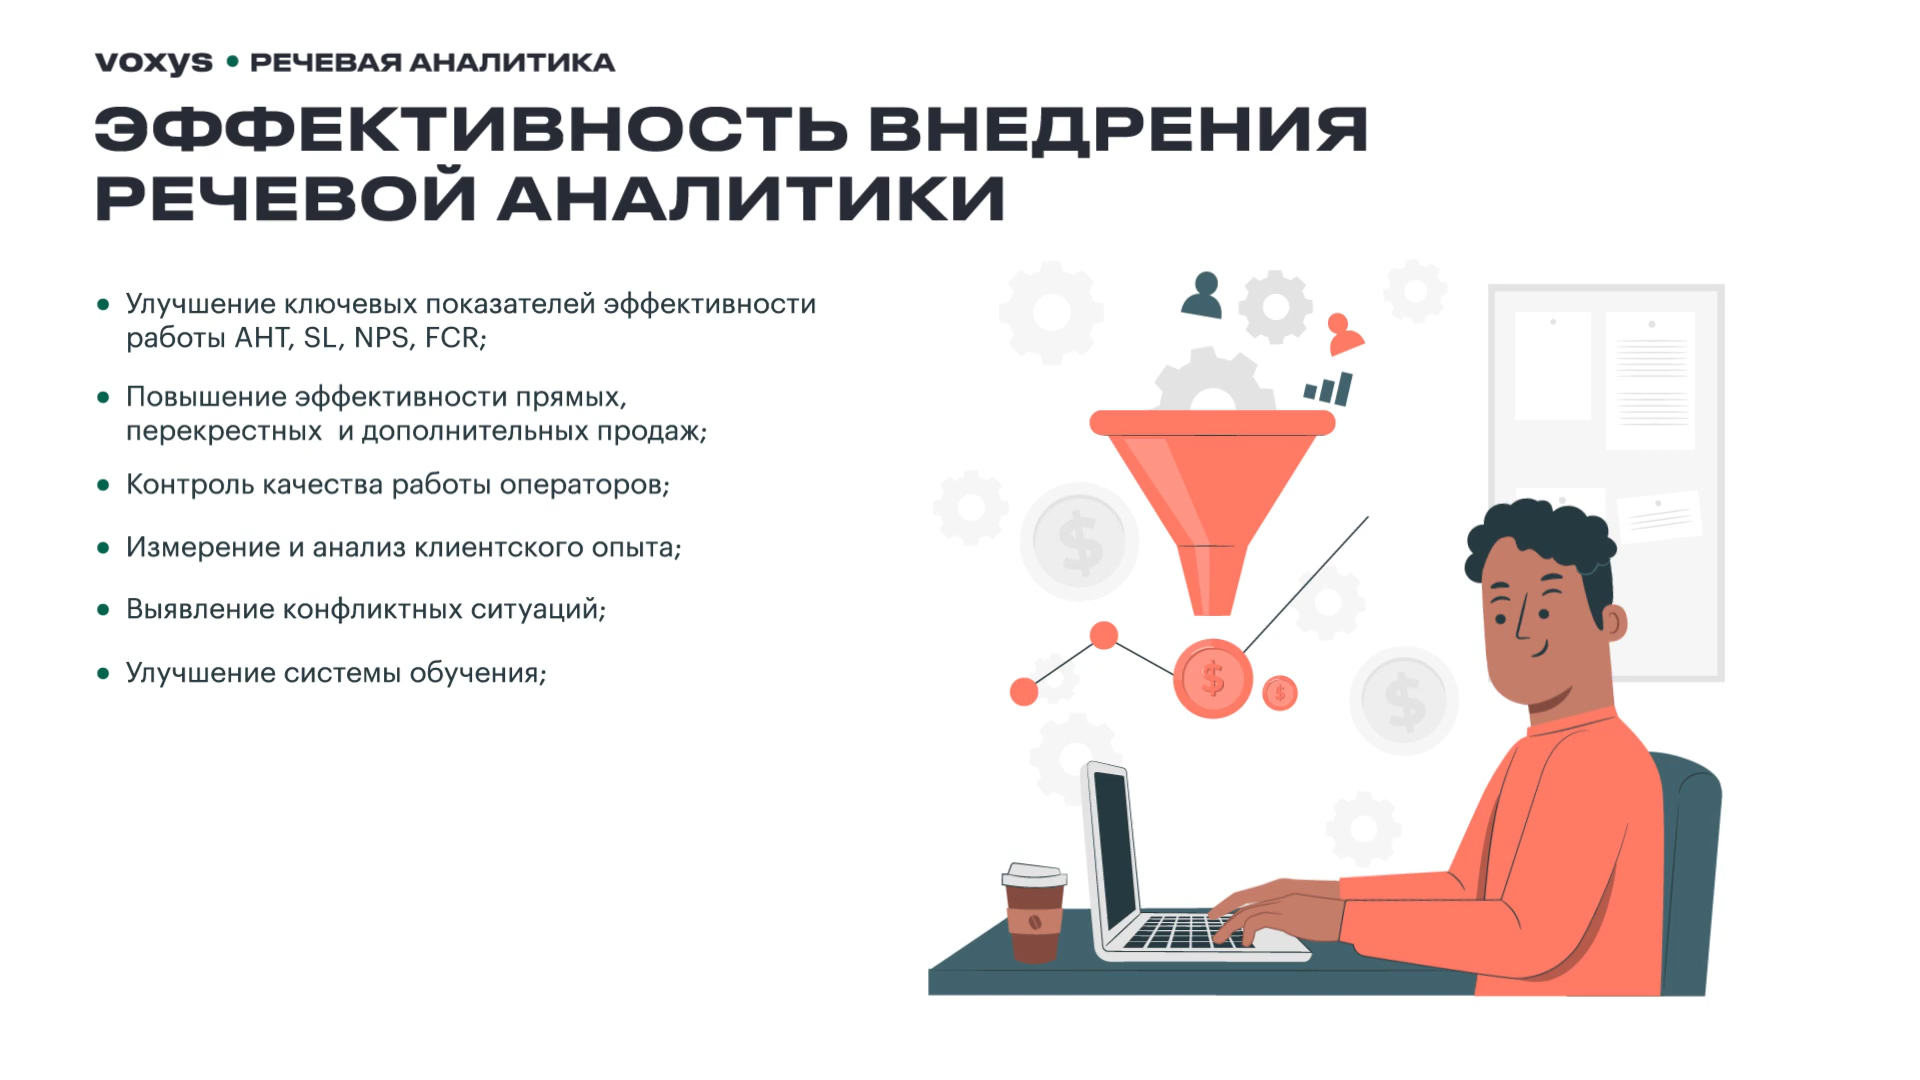 voxys • РЕЧЕВАЯ АНАЛИТИКА
ЭФФЕКТИВНОСТЬ ВНЕДРЕНИЯ
РЕЧЕВОЙ АНАЛИТИКИ
• Улучшение ключевых показателей эффективности
работы AHT, SL, NPS, FCR;
• Повышение эффективности прямых,
перекрестных  и дополнительных продаж;
• Контроль качества работы операторов;
• Измерение и анализ клиентского опыта;
• Выявление конфликтных ситуаций;
• Улучшение системы обучения;
$
$
$
$